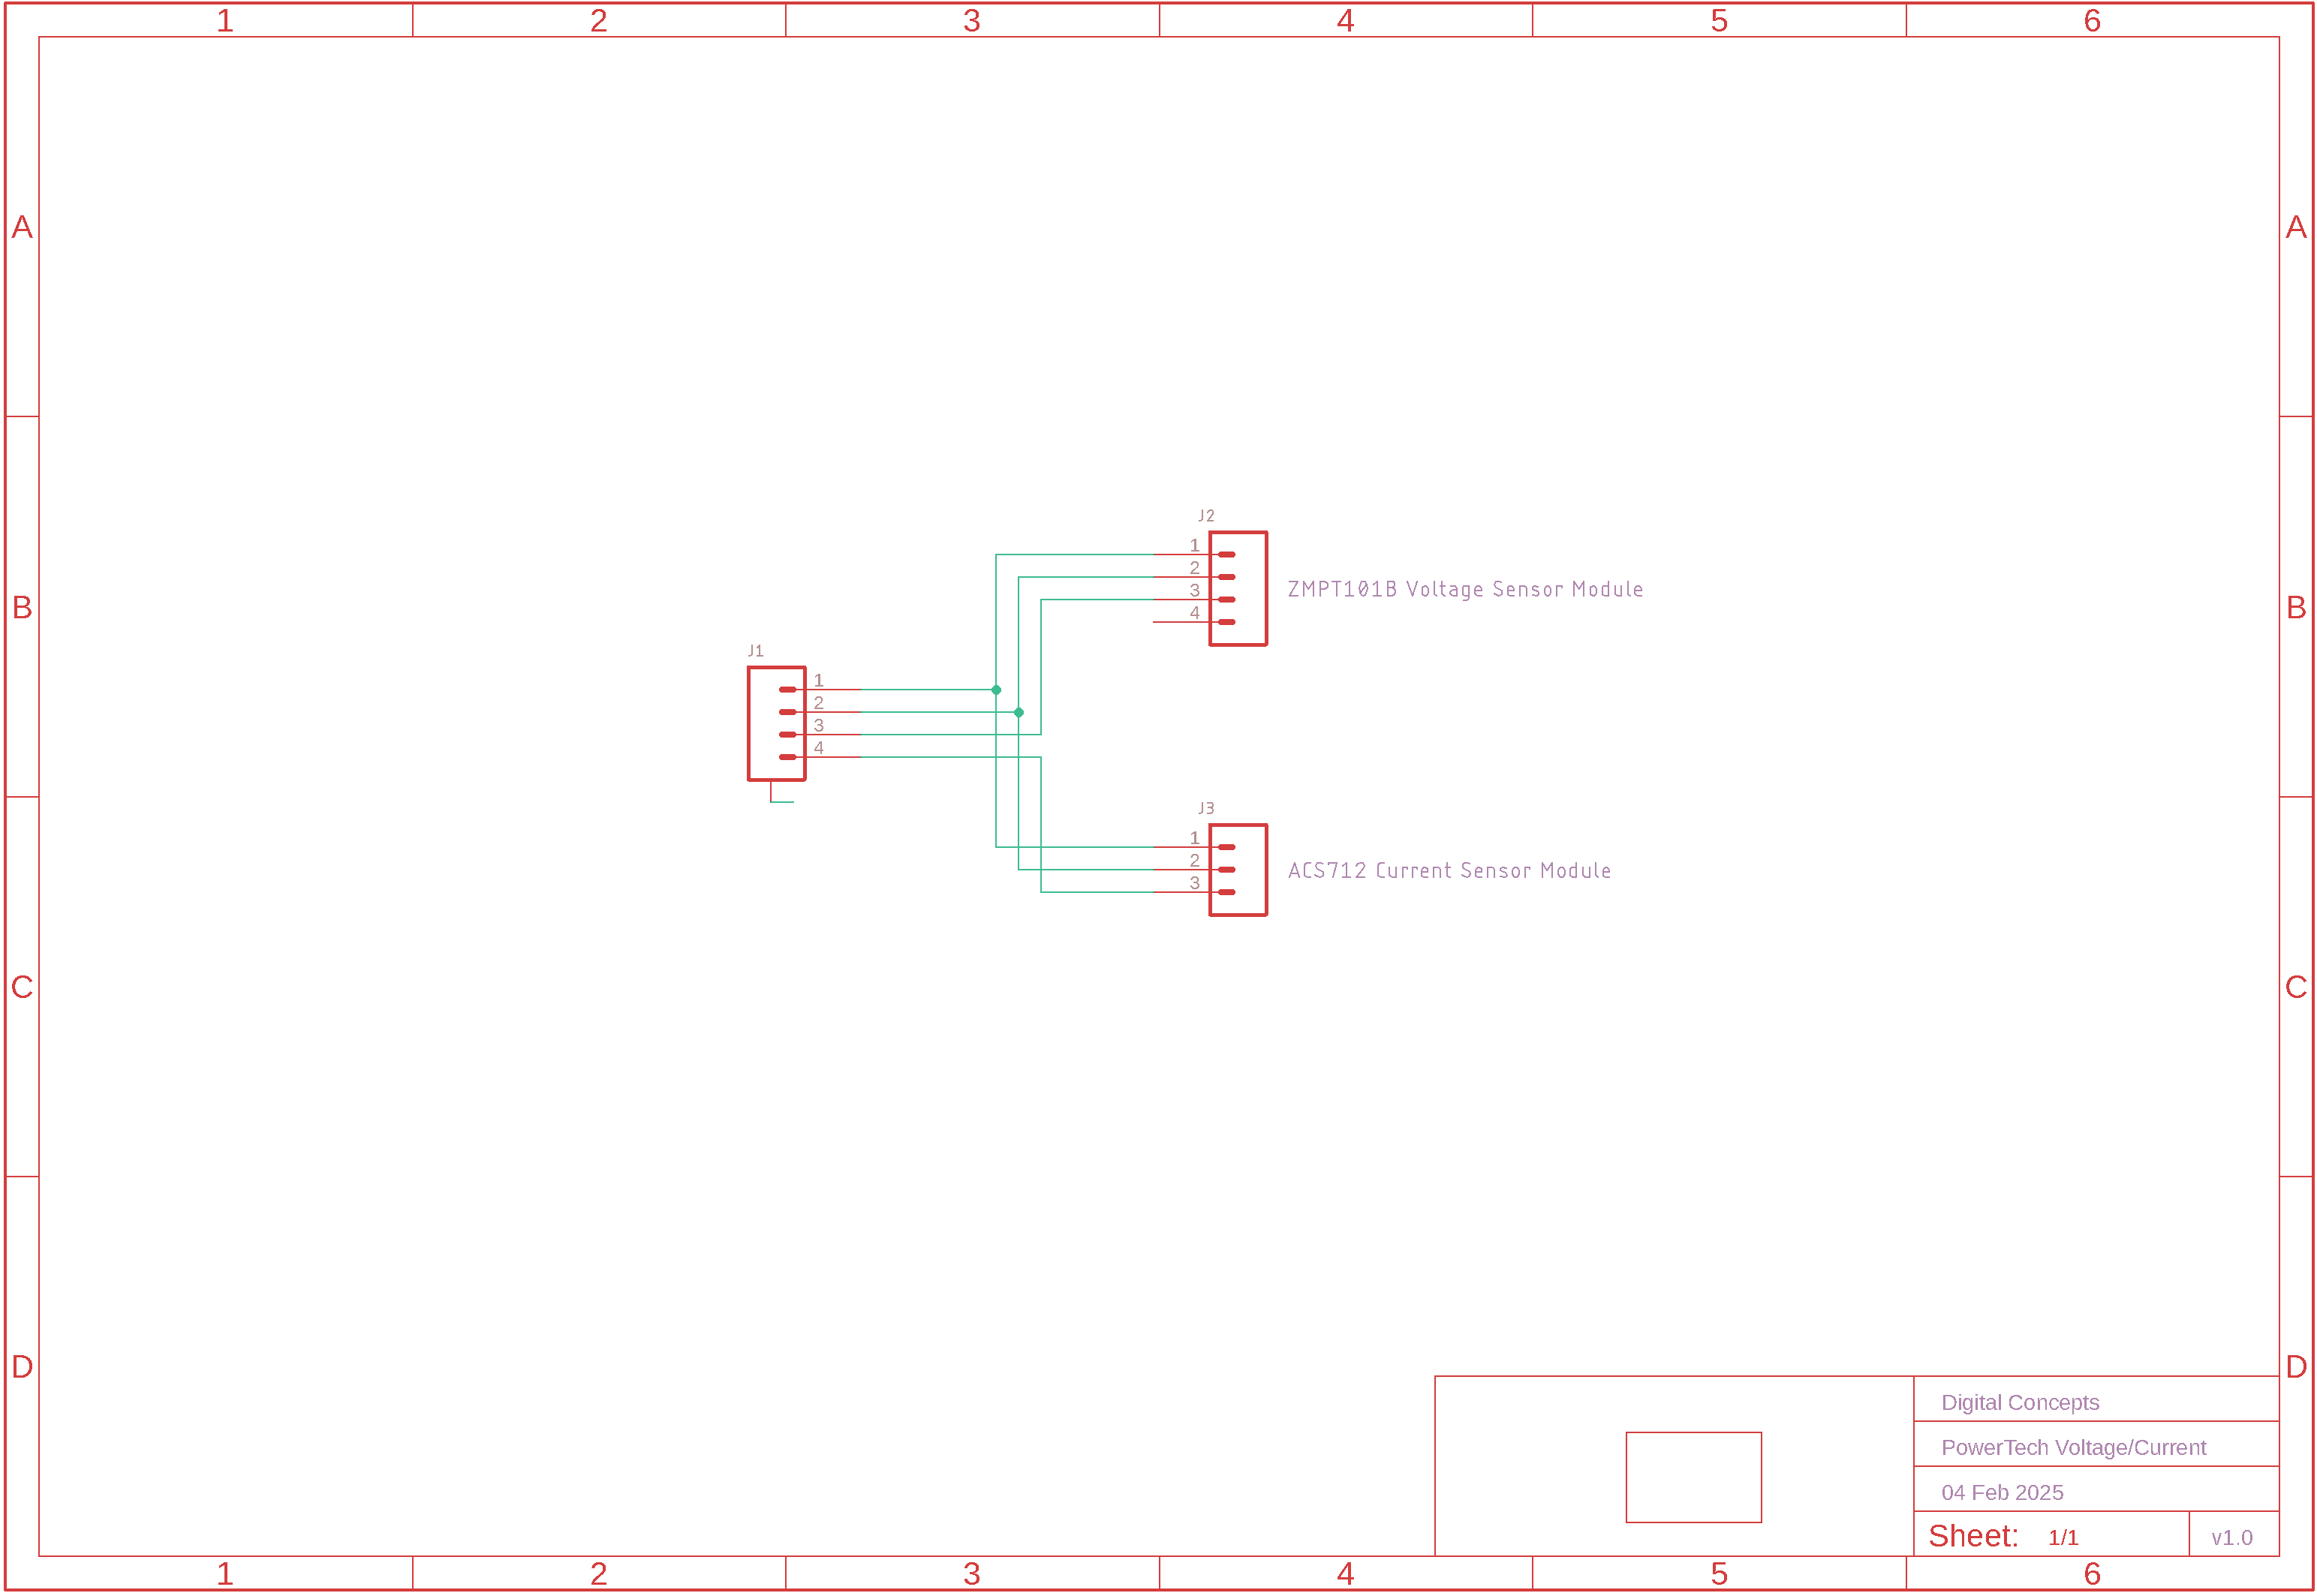 1 2 3 4 5 6
A A
J2
1
2
3
4
ZMPT101B Voltage Sensor Module
B B
J1
1
2
3
4
J3
1
2
3
ACS712 Current Sensor Module
C C
D D
Digital Concepts
PowerTech Voltage/Current
04 Feb 2025
Sheet: 1/1 v1.0
1 2 3 4 5 6